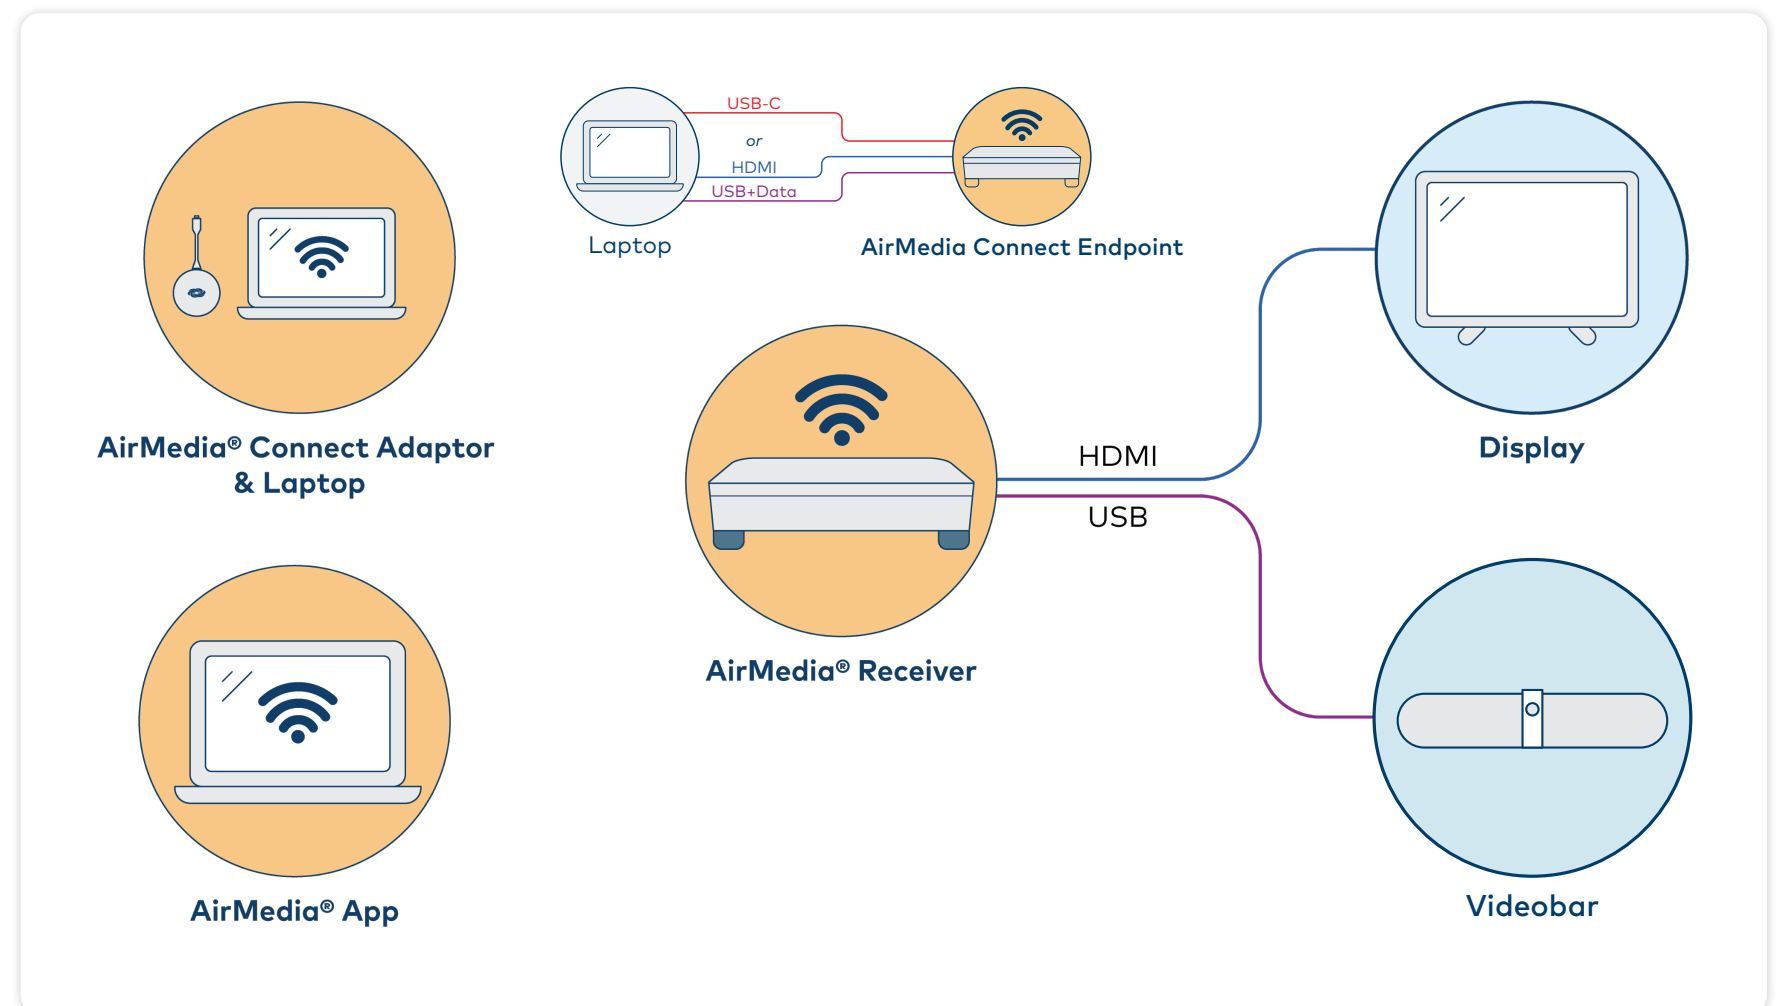 USB-C
or
HDMI
USB+Data
Laptop
AirMedia Connect Endpoint
AirMedia® Connect Adaptor
& Laptop
HDMI
USB
Display
AirMedia® Receiver
AirMedia® App
Videobar